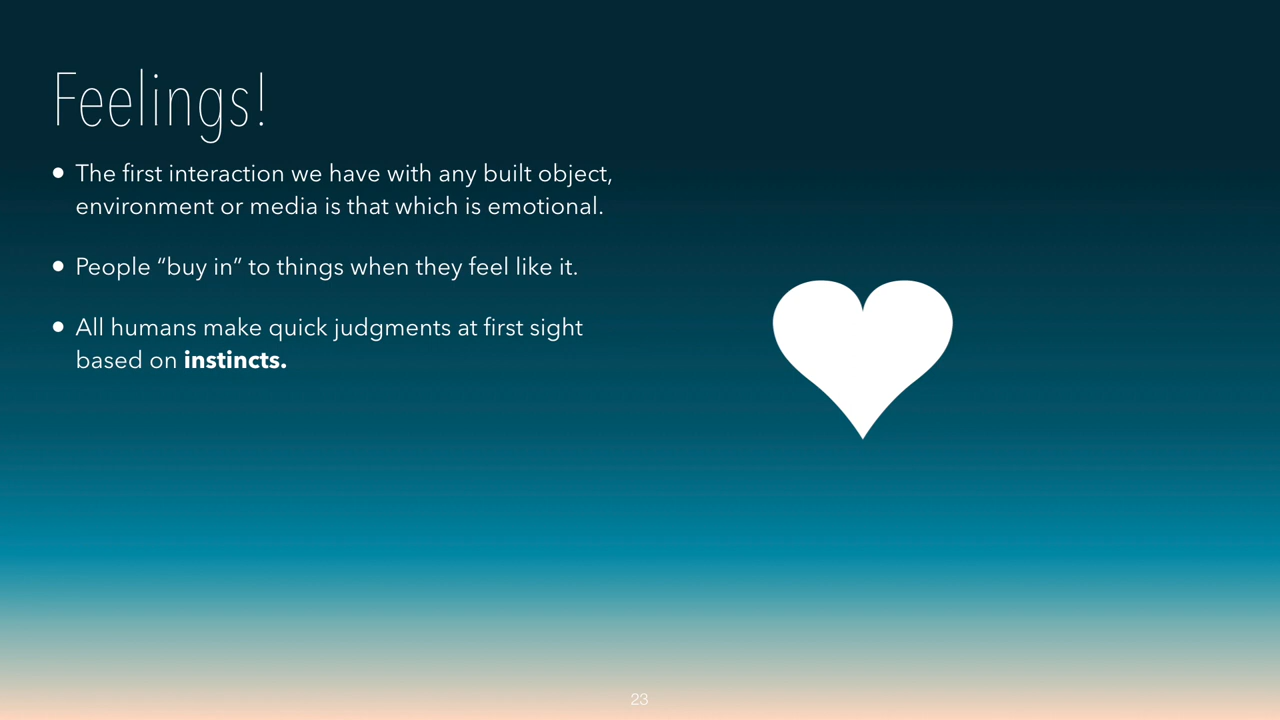 Feelings!
• The first interaction we have with any built object,
environment or media is that which is emotional.
• People “buy in” to things when they feel like it.
• All humans make quick judgments at first sight
based on instincts.
23